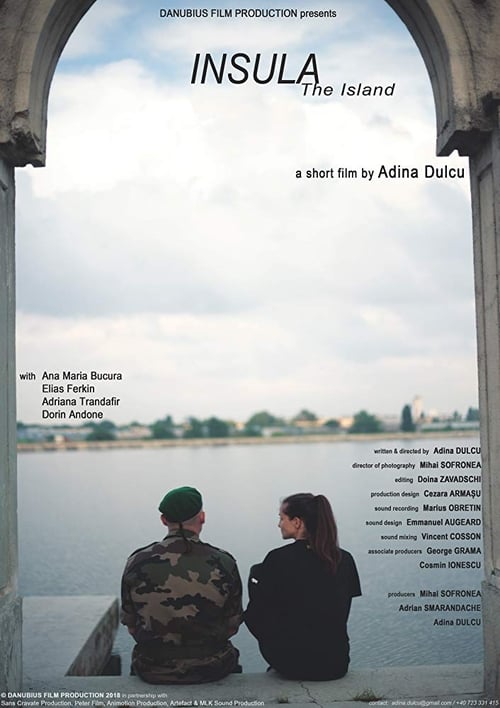 DANUBIUS FILM PRODUCTION presents
INSULA
The Island
a short film by Adina Dulcu
with Ana Maria Bucura
Elias Ferkin
Adriana Trandafir
Dorin Andone
written & directed by Adina DULCU
director of photography Mihai SOFRONEA
editing Doina ZAVADSCHI
production design Cezara ARMAȘU
sound recording Marius OBRETIN
sound design Emmanuel AUGEARD
sound mixing Vincent COSSON
associate producers George GRAMA
Cosmin IONESCU
producers Mihai SOFRONEA
Adrian SMARANDACHE
Adina DULCU
© DANUBIUS FILM PRODUCTION 2018 in partnership with
Sans Cravate Production, Peter Film, Animotion Production, Artefact & MLK Sound Production
contact: adina.dulcu@gmail.com / +40 723 331 415